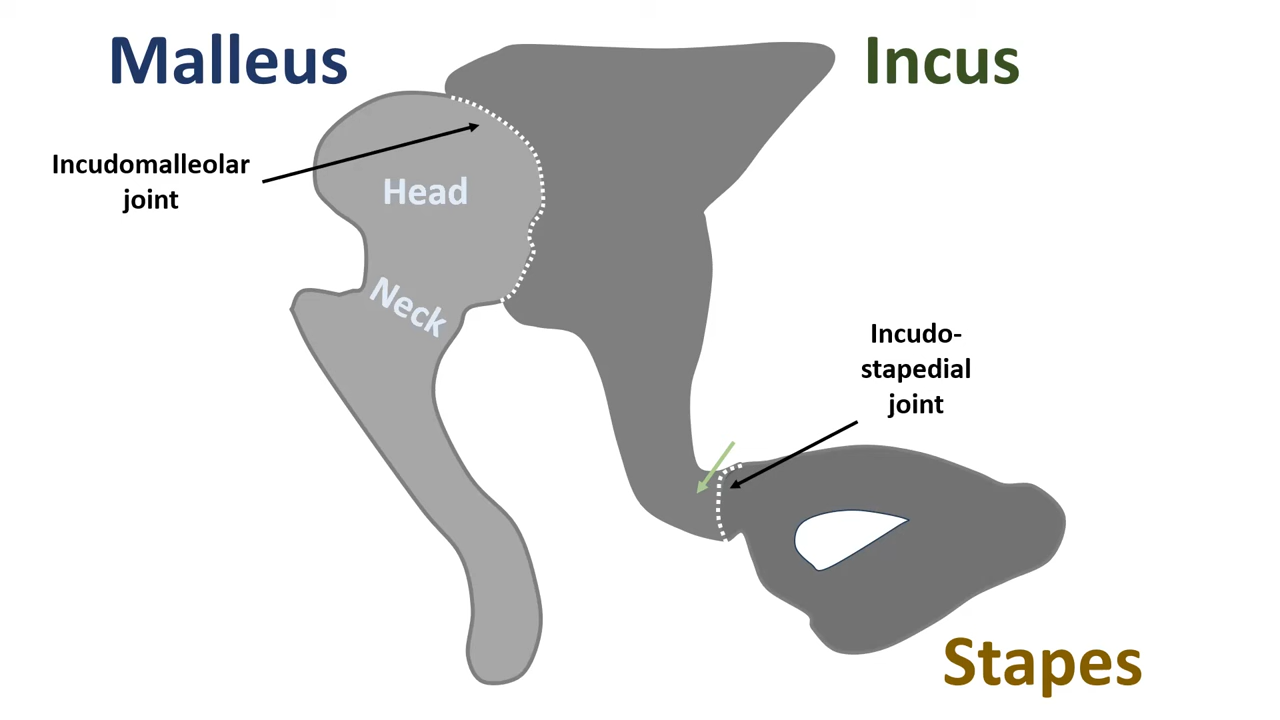 Malleus
Incus
Incudomalleolar
joint
Head
Neck
Incudo-
stapedial
joint
Stapes